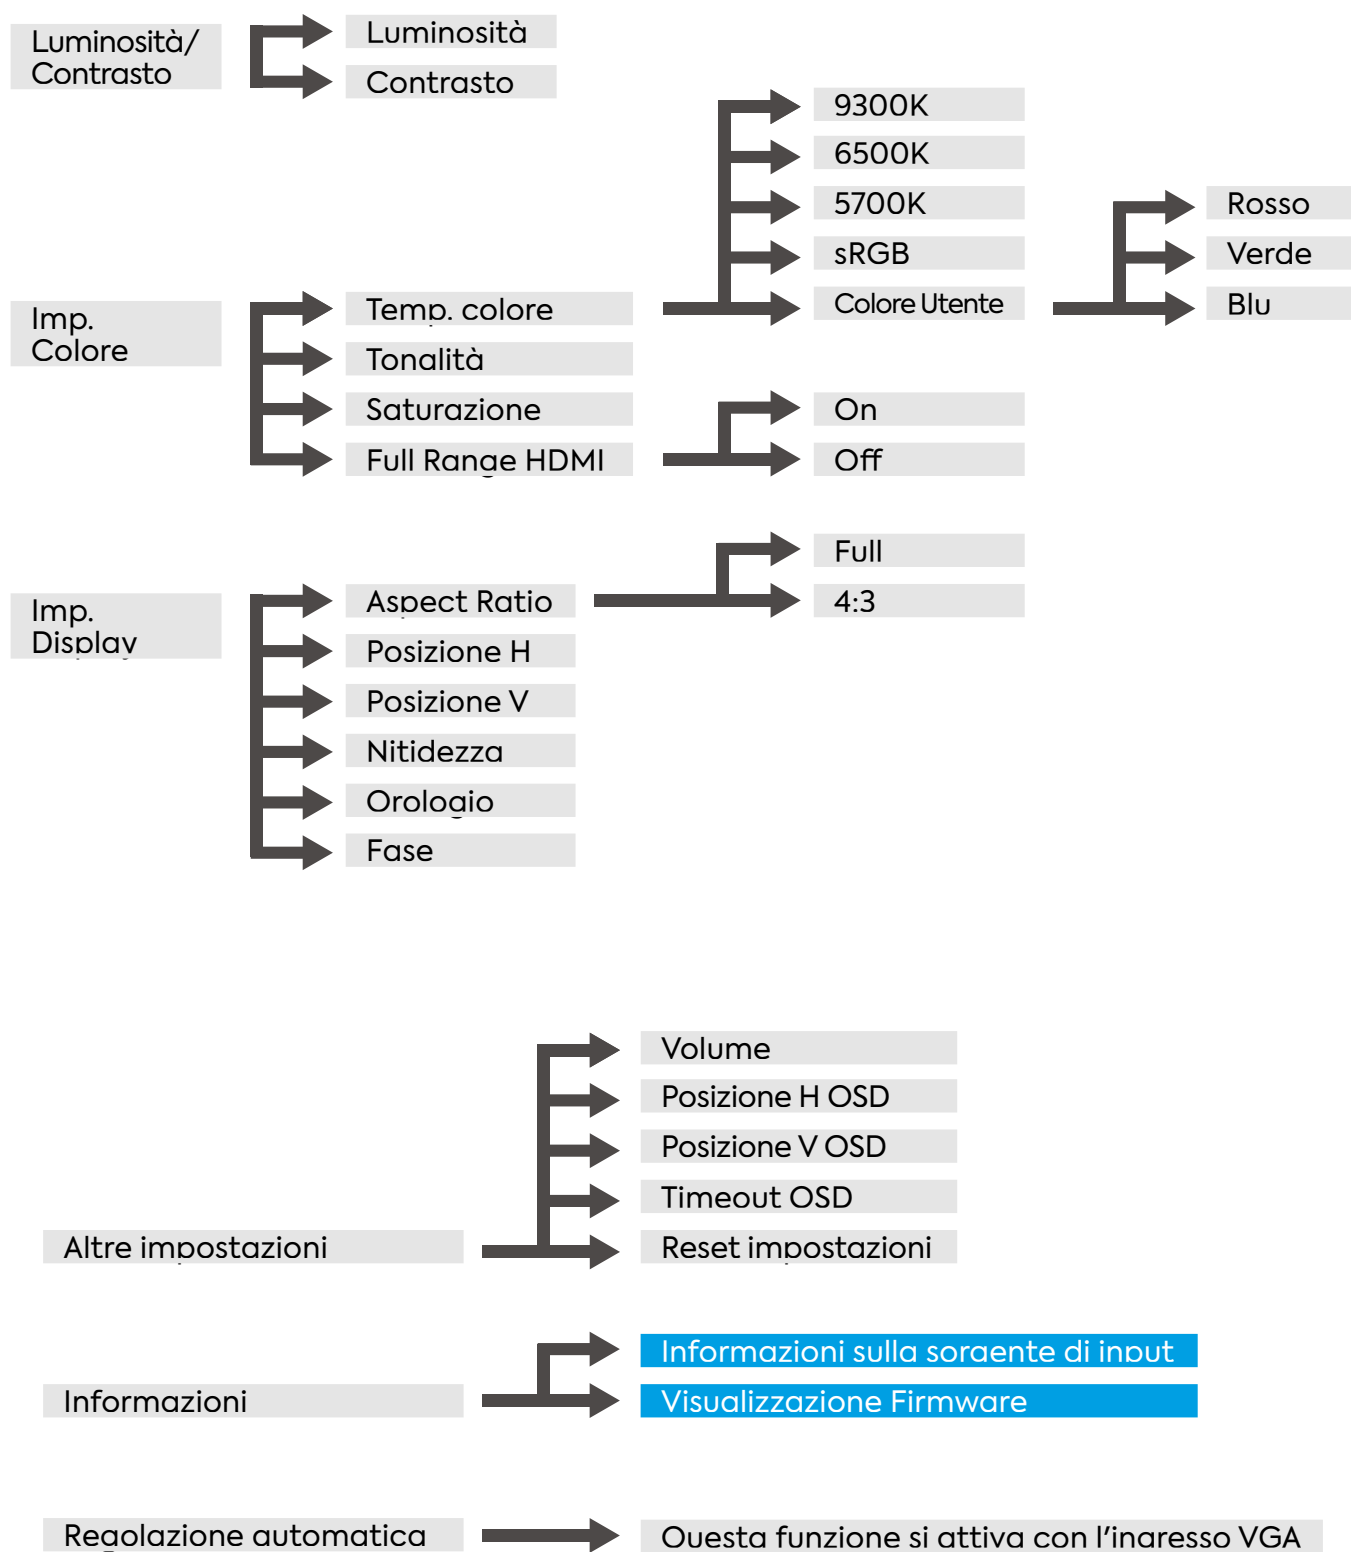 Luminosità/
Contrasto
Luminosità
Contrasto
Imp.
Colore
Temp. colore
Tonalità
Saturazione
Full Range HDMI
9300K
6500K
5700K
sRGB
Colore Utente
Rosso
Verde
Blu
On
Off
Imp.
Display
Aspect Ratio
Posizione H
Posizione V
Nitidezza
Orologio
Fase
Full
4:3
Altre impostazioni
Volume
Posizione H OSD
Posizione V OSD
Timeout OSD
Reset impostazioni
Informazioni
Informazioni sulla sorgente di input
Visualizzazione Firmware
Regolazione automatica
Questa funzione si attiva con l'ingresso VGA